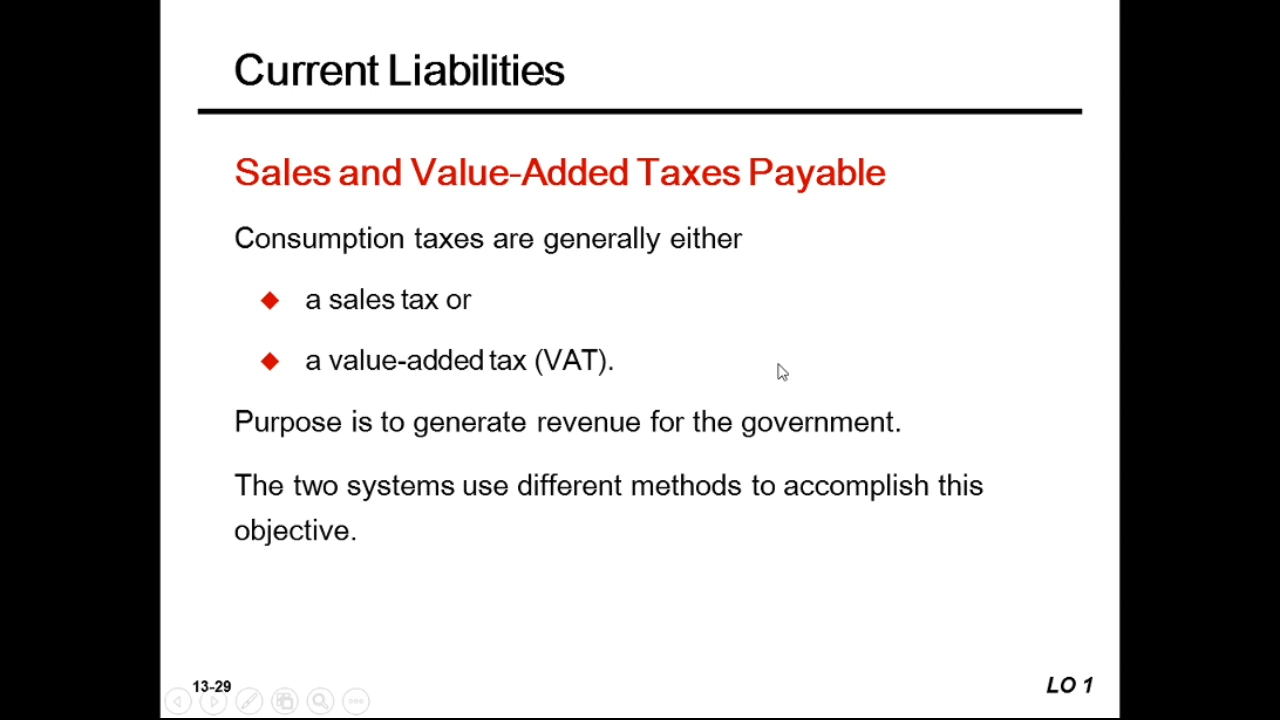 Current Liabilities
Sales and Value-Added Taxes Payable
Consumption taxes are generally either
a sales tax or
a value-added tax (VAT).
Purpose is to generate revenue for the government.
The two systems use different methods to accomplish this
objective.
13-29
LO 1